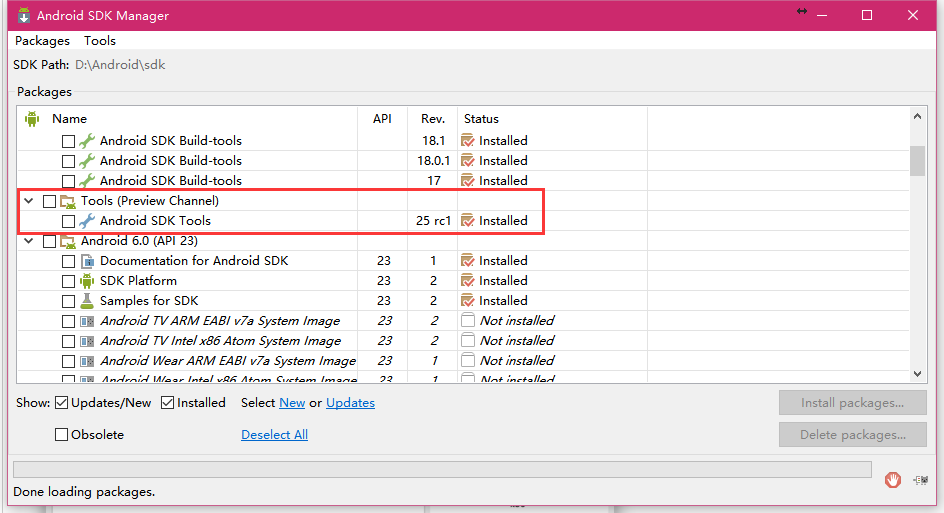 Android SDK Manager
Packages Tools
SDK Path: D:\Android\sdk
Packages
Name API Rev. Status
Android SDK Build-tools 18.1 Installed
Android SDK Build-tools 18.0.1 Installed
Android SDK Build-tools 17 Installed
Tools (Preview Channel)
Android SDK Tools 25 rc1 Installed
Android 6.0 (API 23)
Documentation for Android SDK 23 1 Installed
SDK Platform 23 2 Installed
Samples for SDK 23 2 Installed
Android TV ARM EABI v7a System Image 23 2 Not installed
Android TV Intel x86 Atom System Image 23 2 Not installed
Android Wear ARM EABI v7a System Image 23 1 Not installed
Android Wear Intel x86 Atom System Image 23 1 Not installed
Show: Updates/New Installed Select New or Updates Install packages...
Obsolete Deselect All Delete packages...
Done loading packages.